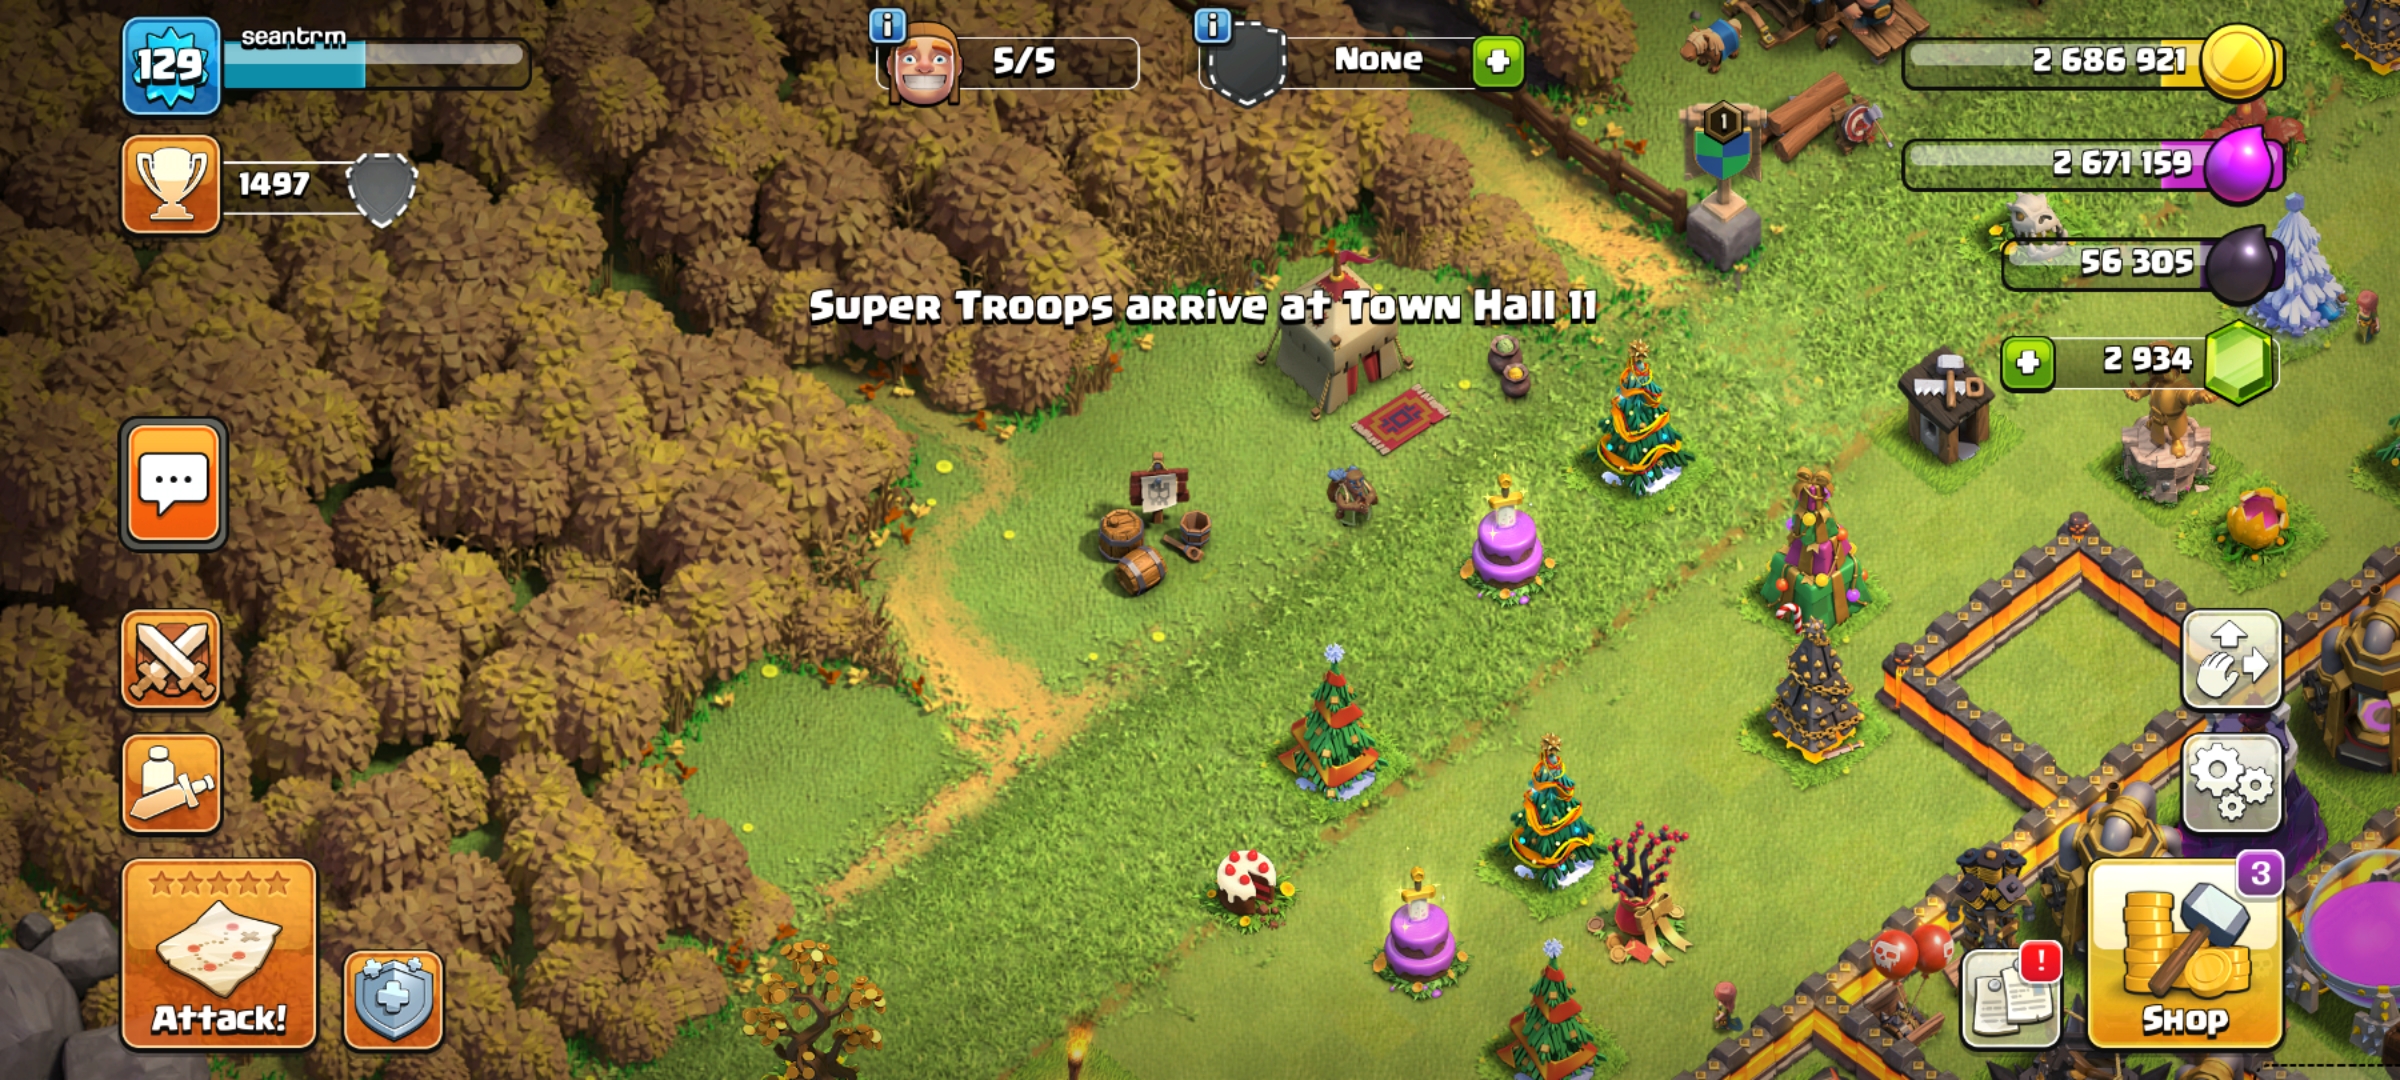 129
seantrm
5/5
None
2 686 921
1
1497
2 671 159
56 305
Super Troops arrive at Town Hall 11
2 934
3
!
Attack!
Shop